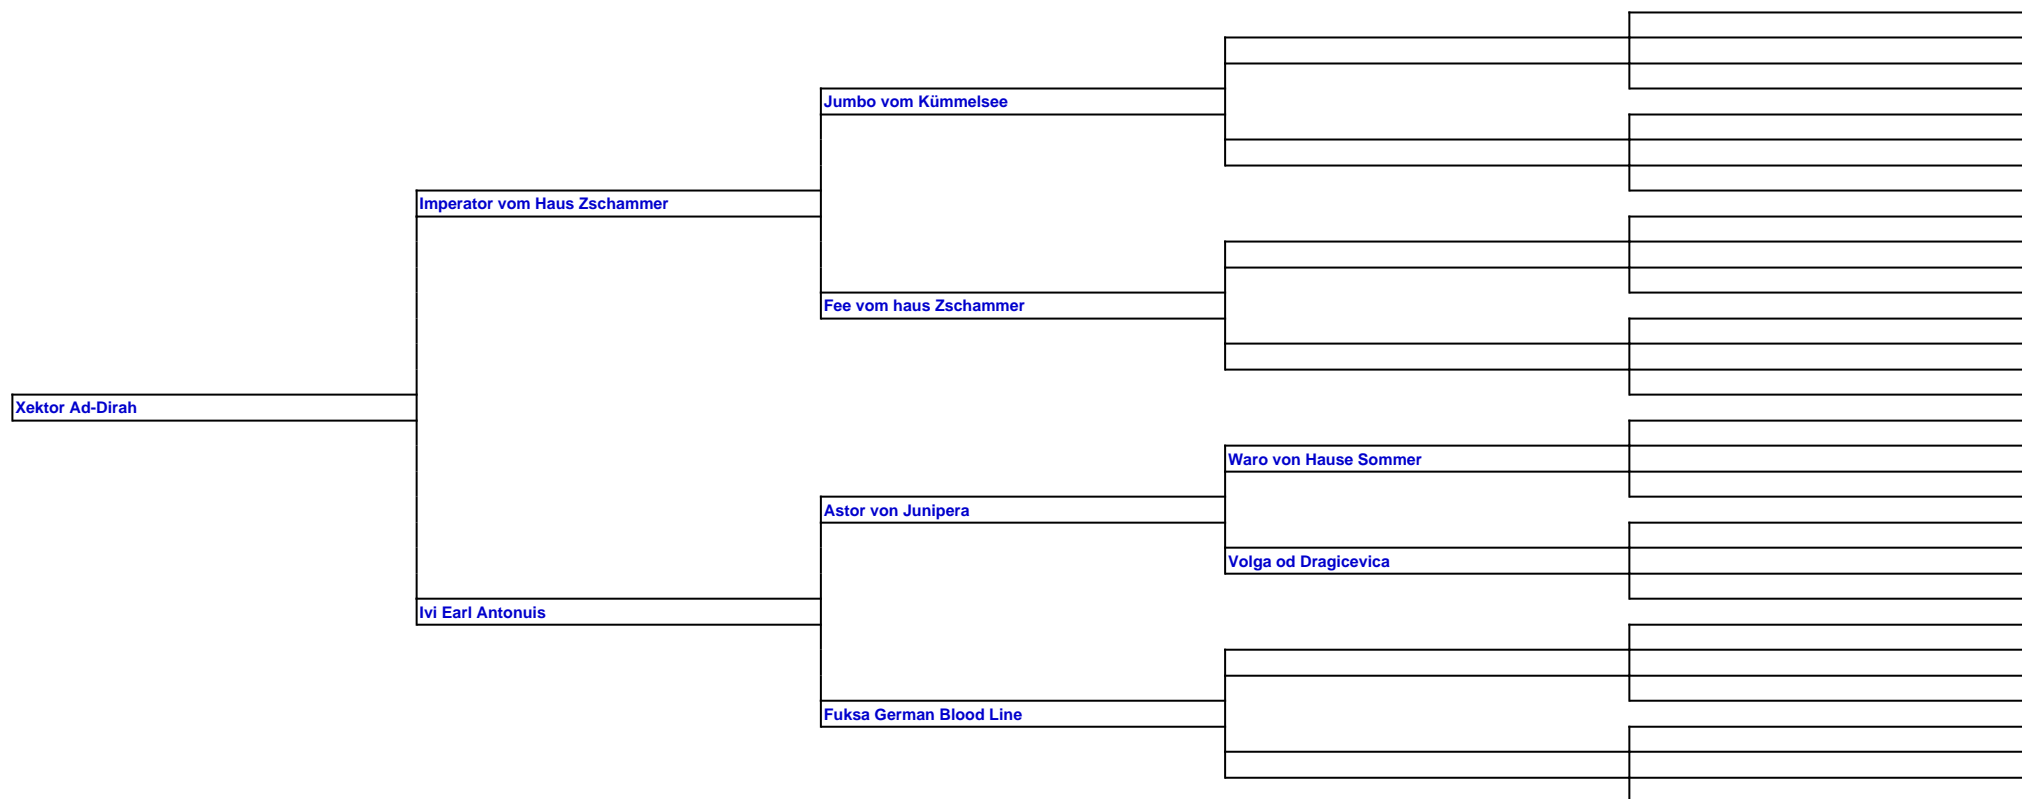 Jumbo vom Kümmelsee
Imperator vom Haus Zschammer
Fee vom haus Zschammer
Xektor Ad-Dirah
Waro von Hause Sommer
Astor von Junipera
Volga od Dragicevica
Ivi Earl Antonuis
Fuksa German Blood Line